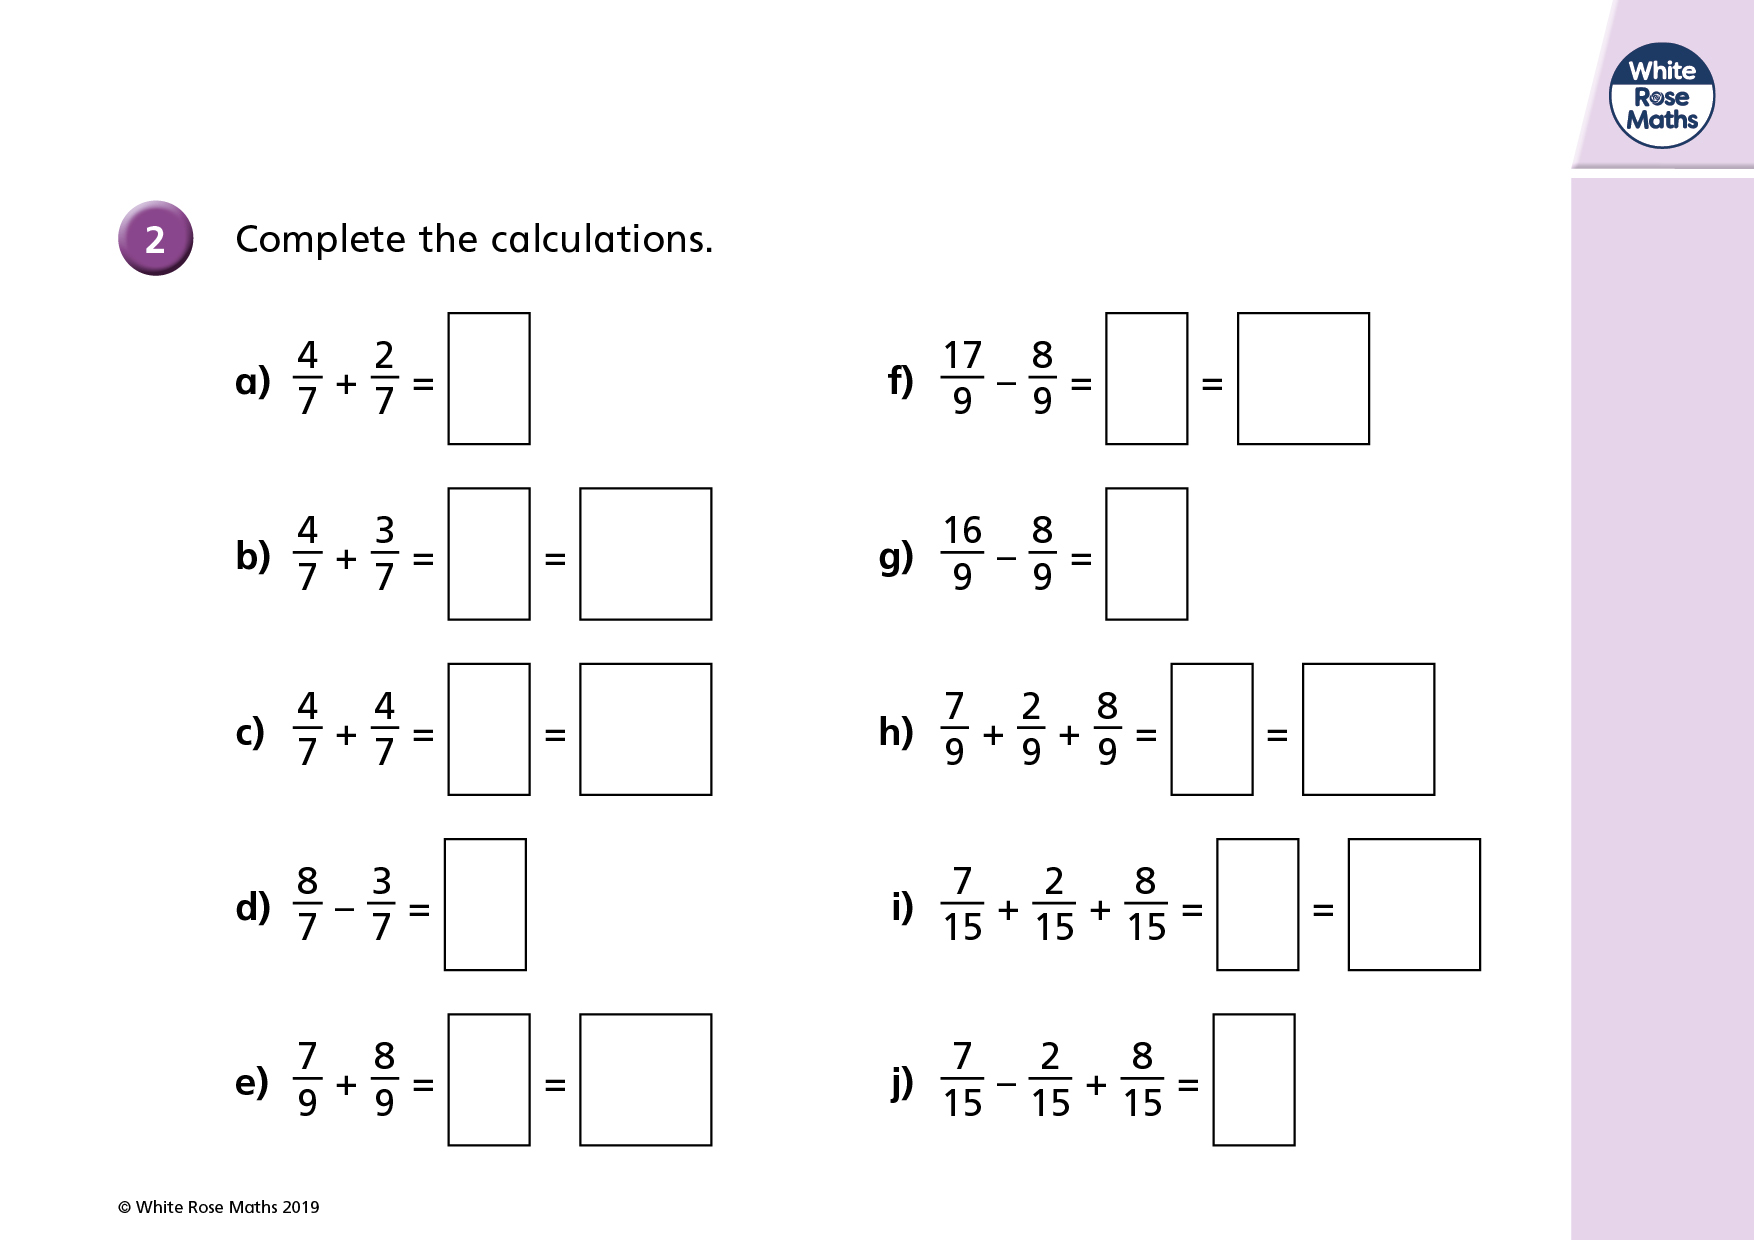 White
Rose
Maths
2 Complete the calculations.
a) 4/7 + 2/7 =
b) 4/7 + 3/7 = =
c) 4/7 + 4/7 = =
d) 8/7 – 3/7 =
e) 7/9 + 8/9 = =
f) 17/9 – 8/9 = =
g) 16/9 – 8/9 =
h) 7/9 + 2/9 + 8/9 = =
i) 7/15 + 2/15 + 8/15 = =
j) 7/15 – 2/15 + 8/15 =
© White Rose Maths 2019